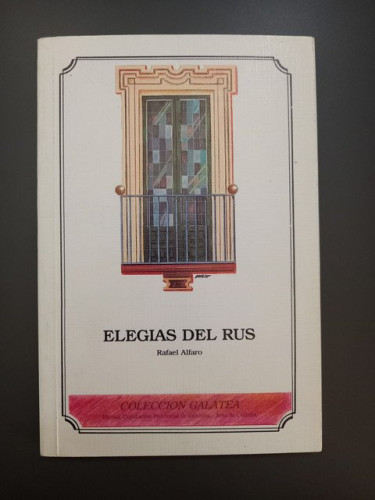 ELEGIAS DEL RUS
Rafael Alfaro
COLECCION GALATEA